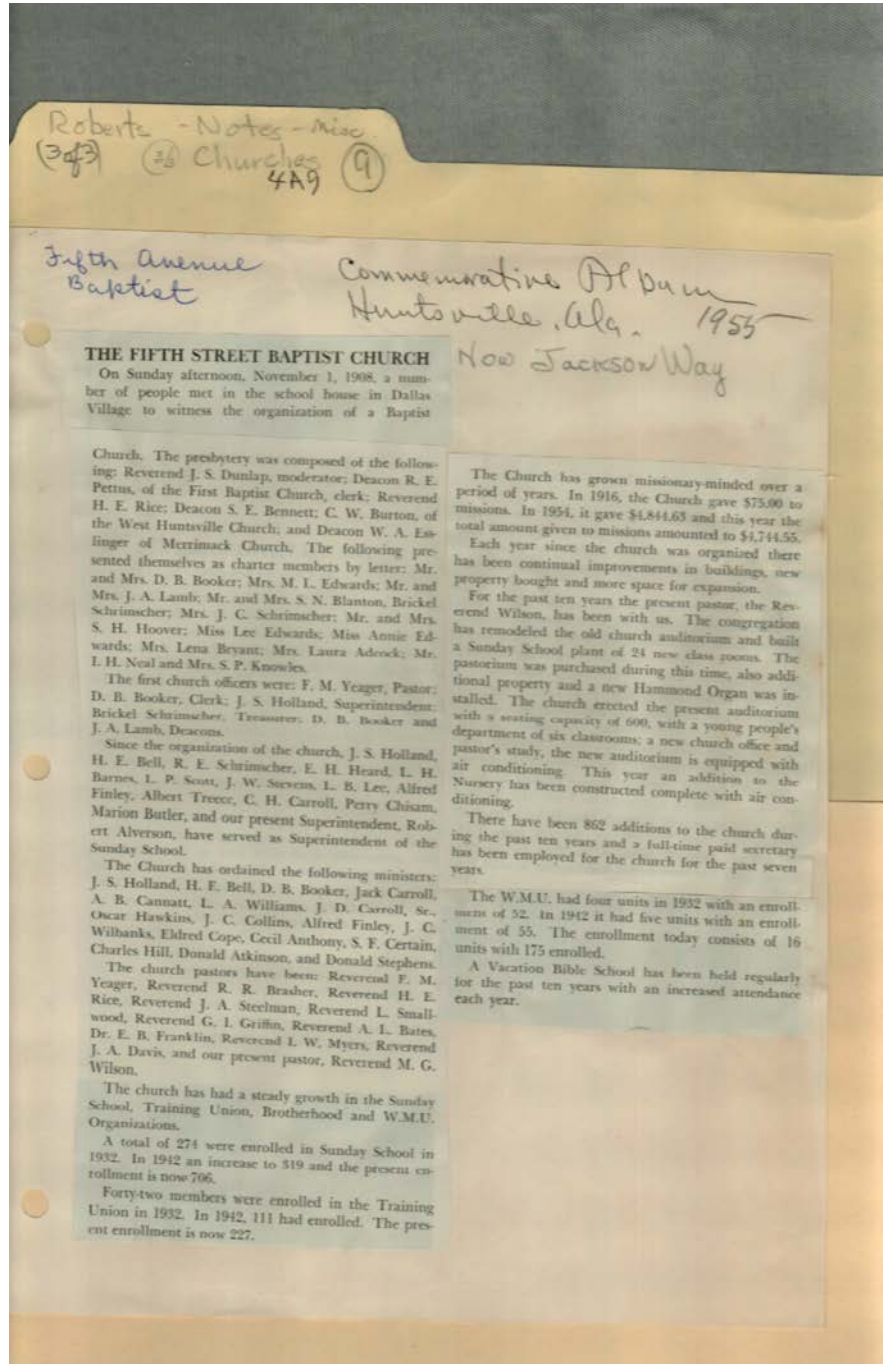 Roberts - Notes - Misc.
(3 of 3) Churches 9
4A9
Fifth Avenue
Baptist
Commemorative Album
Huntsville, Ala. 1955
Now Jackson Way
THE FIFTH STREET BAPTIST CHURCH
On Sunday afternoon, November 1, 1908, a num-
ber of people met in the school house in Dallas
Village to witness the organization of a Baptist
Church. The presbytery was composed of the follow-
ing: Reverend J. S. Dunlap, moderator; Deacon R. E.
Pettus, of the First Baptist Church, clerk; Reverend
H. E. Rice; Deacon S. E. Bennett; C. W. Burton, of
the West Huntsville Church; and Deacon W. A. Ess-
linger of Merrimack Church. The following pre-
sented themselves as charter members by letter: Mr.
and Mrs. D. B. Booker; Mrs. M. L. Edwards; Mr. and
Mrs. J. A. Lamb; Mr. and Mrs. S. N. Blanton, Brickel
Schrimscher; Mrs. J. C. Schrimscher; Mr. and Mrs.
S. H. Hoover; Miss Lee Edwards; Miss Annie Ed-
wards; Mrs. Lena Bryant; Mrs. Laura Adcock; Mr.
I. H. Neal and Mrs. S. P. Knowles.
The first church officers were: F. M. Yeager, Pastor;
D. B. Booker, Clerk; J. S. Holland, Superintendent;
Brickel Schrimscher, Treasurer; D. B. Booker and
J. A. Lamb, Deacons.
Since the organization of the church, J. S. Holland,
H. E. Bell, R. E. Schrimscher, E. H. Heard, L. H.
Barnes, L. P. Scott, J. W. Stevens, L. B. Lee, Alfred
Finley, Albert Treece, C. H. Carroll, Perry Chisam,
Marion Butler, and our present Superintendent, Rob-
ert Alverson, have served as Superintendent of the
Sunday School.
The Church has ordained the following ministers:
J. S. Holland, H. E. Bell, D. B. Booker, Jack Carroll,
A. B. Cannatt, L. A. Williams, J. D. Carroll, Sr.,
Oscar Hawkins, J. C. Collins, Alfred Finley, J. C.
Wilbanks, Eldred Cope, Cecil Anthony, S. F. Certain,
Charles Hill, Donald Atkinson, and Donald Stephens.
The church pastors have been: Reverend F. M.
Yeager, Reverend R. R. Brasher, Reverend H. E.
Rice, Reverend J. A. Steelman, Reverend L. Small-
wood, Reverend G. I. Griffin, Reverend A. L. Bates,
Dr. E. B. Franklin, Reverend I. W. Myers, Reverend
J. A. Davis, and our present pastor, Reverend M. G.
Wilson.
The church has had a steady growth in the Sunday
School, Training Union, Brotherhood and W.M.U.
Organizations.
A total of 274 were enrolled in Sunday School in
1932. In 1942 an increase to 319 and the present en-
rollment is now 706.
Forty-two members were enrolled in the Training
Union in 1932. In 1942, 111 had enrolled. The pres-
ent enrollment is now 227.
The Church has grown missionary-minded over a
period of years. In 1916, the Church gave $75.00 to
missions. In 1954, it gave $4,844.63 and this year the
total amount given to missions amounted to $4,744.55.
Each year since the church was organized there
has been continual improvements in buildings, new
property bought and more space for expansion.
For the past ten years the present pastor, the Rev-
erend Wilson, has been with us. The congregation
has remodeled the old church auditorium and built
a Sunday School plant of 24 new class rooms. The
pastorium was purchased during this time, also addi-
tional property and a new Hammond Organ was in-
stalled. The church erected the present auditorium
with a seating capacity of 600, with a young people's
department of six classrooms; a new church office and
pastor's study, the new auditorium is equipped with
air conditioning. This year an addition to the
Nursery has been constructed complete with air con-
ditioning.
There have been 862 additions to the church dur-
ing the past ten years and a full-time paid secretary
has been employed for the church for the past seven
years.
The W.M.U. had four units in 1932 with an enroll-
ment of 52. In 1942 it had five units with an enroll-
ment of 55. The enrollment today consists of 16
units with 175 enrolled.
A Vacation Bible School has been held regularly
for the past ten years with an increased attendance
each year.